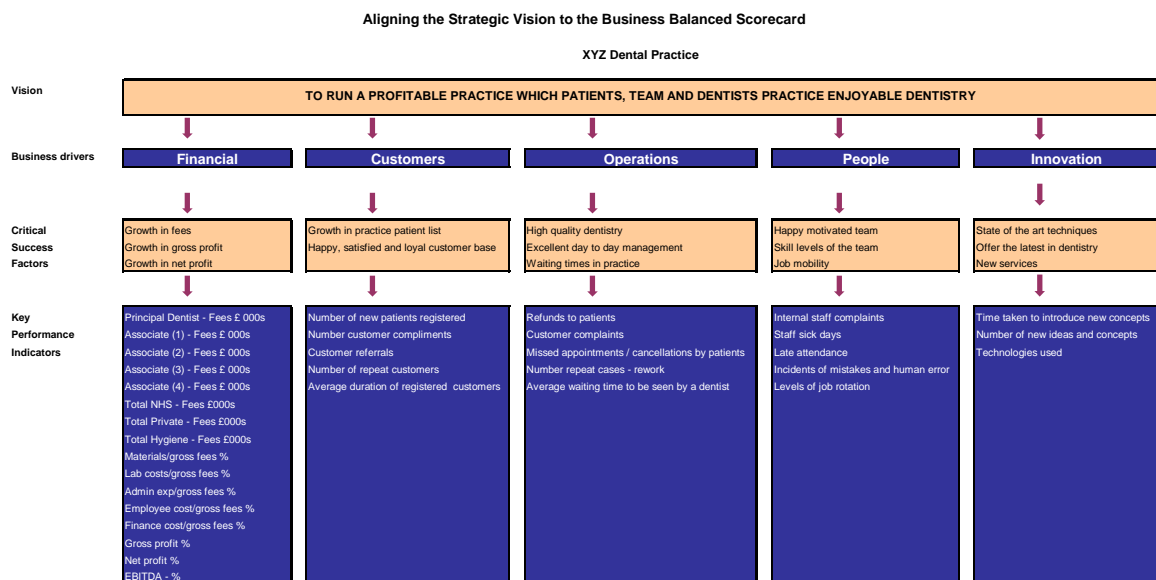 Aligning the Strategic Vision to the Business Balanced Scorecard
XYZ Dental Practice
Vision
TO RUN A PROFITABLE PRACTICE WHICH PATIENTS, TEAM AND DENTISTS PRACTICE ENJOYABLE DENTISTRY
Business drivers
Financial
Customers
Operations
People
Innovation
Critical
Success
Factors
Growth in fees
Growth in gross profit
Growth in net profit
Growth in practice patient list
Happy, satisfied and loyal customer base
High quality dentistry
Excellent day to day management
Waiting times in practice
Happy motivated team
Skill levels of the team
Job mobility
State of the art techniques
Offer the latest in dentistry
New services
Key
Performance
Indicators
Principal Dentist - Fees £ 000s
Associate (1) - Fees £ 000s
Associate (2) - Fees £ 000s
Associate (3) - Fees £ 000s
Associate (4) - Fees £ 000s
Total NHS - Fees £000s
Total Private - Fees £000s
Total Hygiene - Fees £000s
Materials/gross fees %
Lab costs/gross fees %
Admin exp/gross fees %
Employee cost/gross fees %
Finance cost/gross fees %
Gross profit %
Net profit %
EBITDA - %
Number of new patients registered
Number customer compliments
Customer referrals
Number of repeat customers
Average duration of registered customers
Refunds to patients
Customer complaints
Missed appointments / cancellations by patients
Number repeat cases - rework
Average waiting time to be seen by a dentist
Internal staff complaints
Staff sick days
Late attendance
Incidents of mistakes and human error
Levels of job rotation
Time taken to introduce new concepts
Number of new ideas and concepts
Technologies used